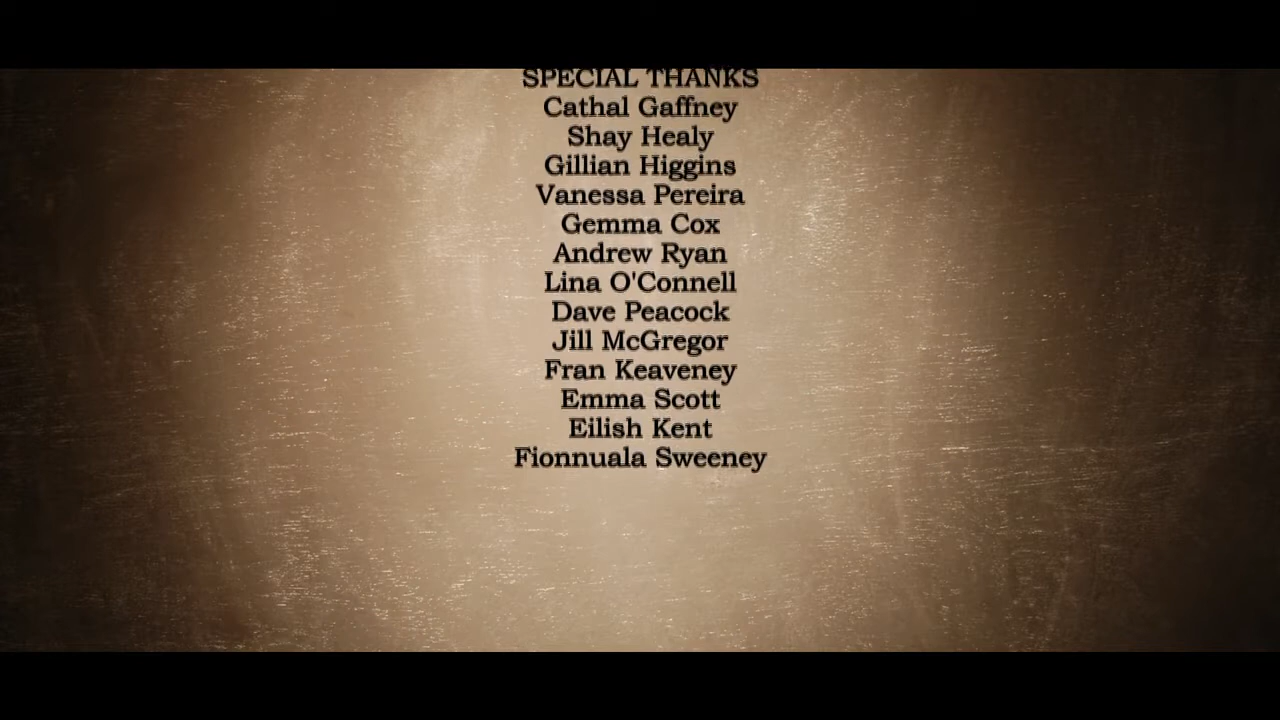 SPECIAL THANKS
Cathal Gaffney
Shay Healy
Gillian Higgins
Vanessa Pereira
Gemma Cox
Andrew Ryan
Lina O'Connell
Dave Peacock
Jill McGregor
Fran Keaveney
Emma Scott
Eilish Kent
Fionnuala Sweeney